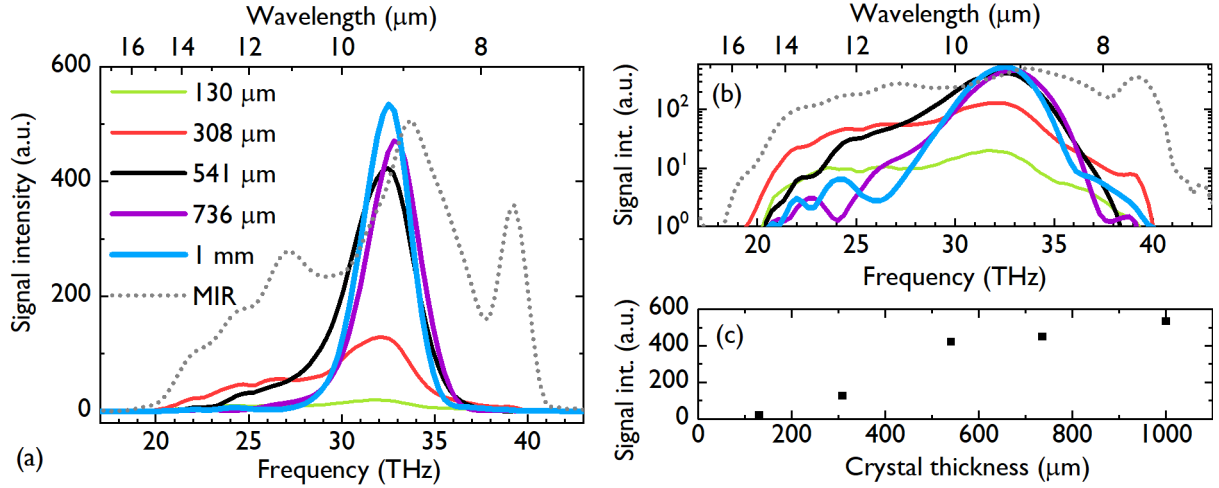 Wavelength (μm)
16 14 12 10 8
600
400
200
0
Signal intensity (a.u.)
130 μm
308 μm
541 μm
736 μm
1 mm
MIR
20 25 30 35 40
Frequency (THz)
(a)
Wavelength (μm)
16 14 12 10 8
(b)
10²
10¹
10⁰
Signal int. (a.u.)
20 25 30 35 40
Frequency (THz)
(c)
600
400
200
0
Signal int. (a.u.)
0 200 400 600 800 1000
Crystal thickness (μm)